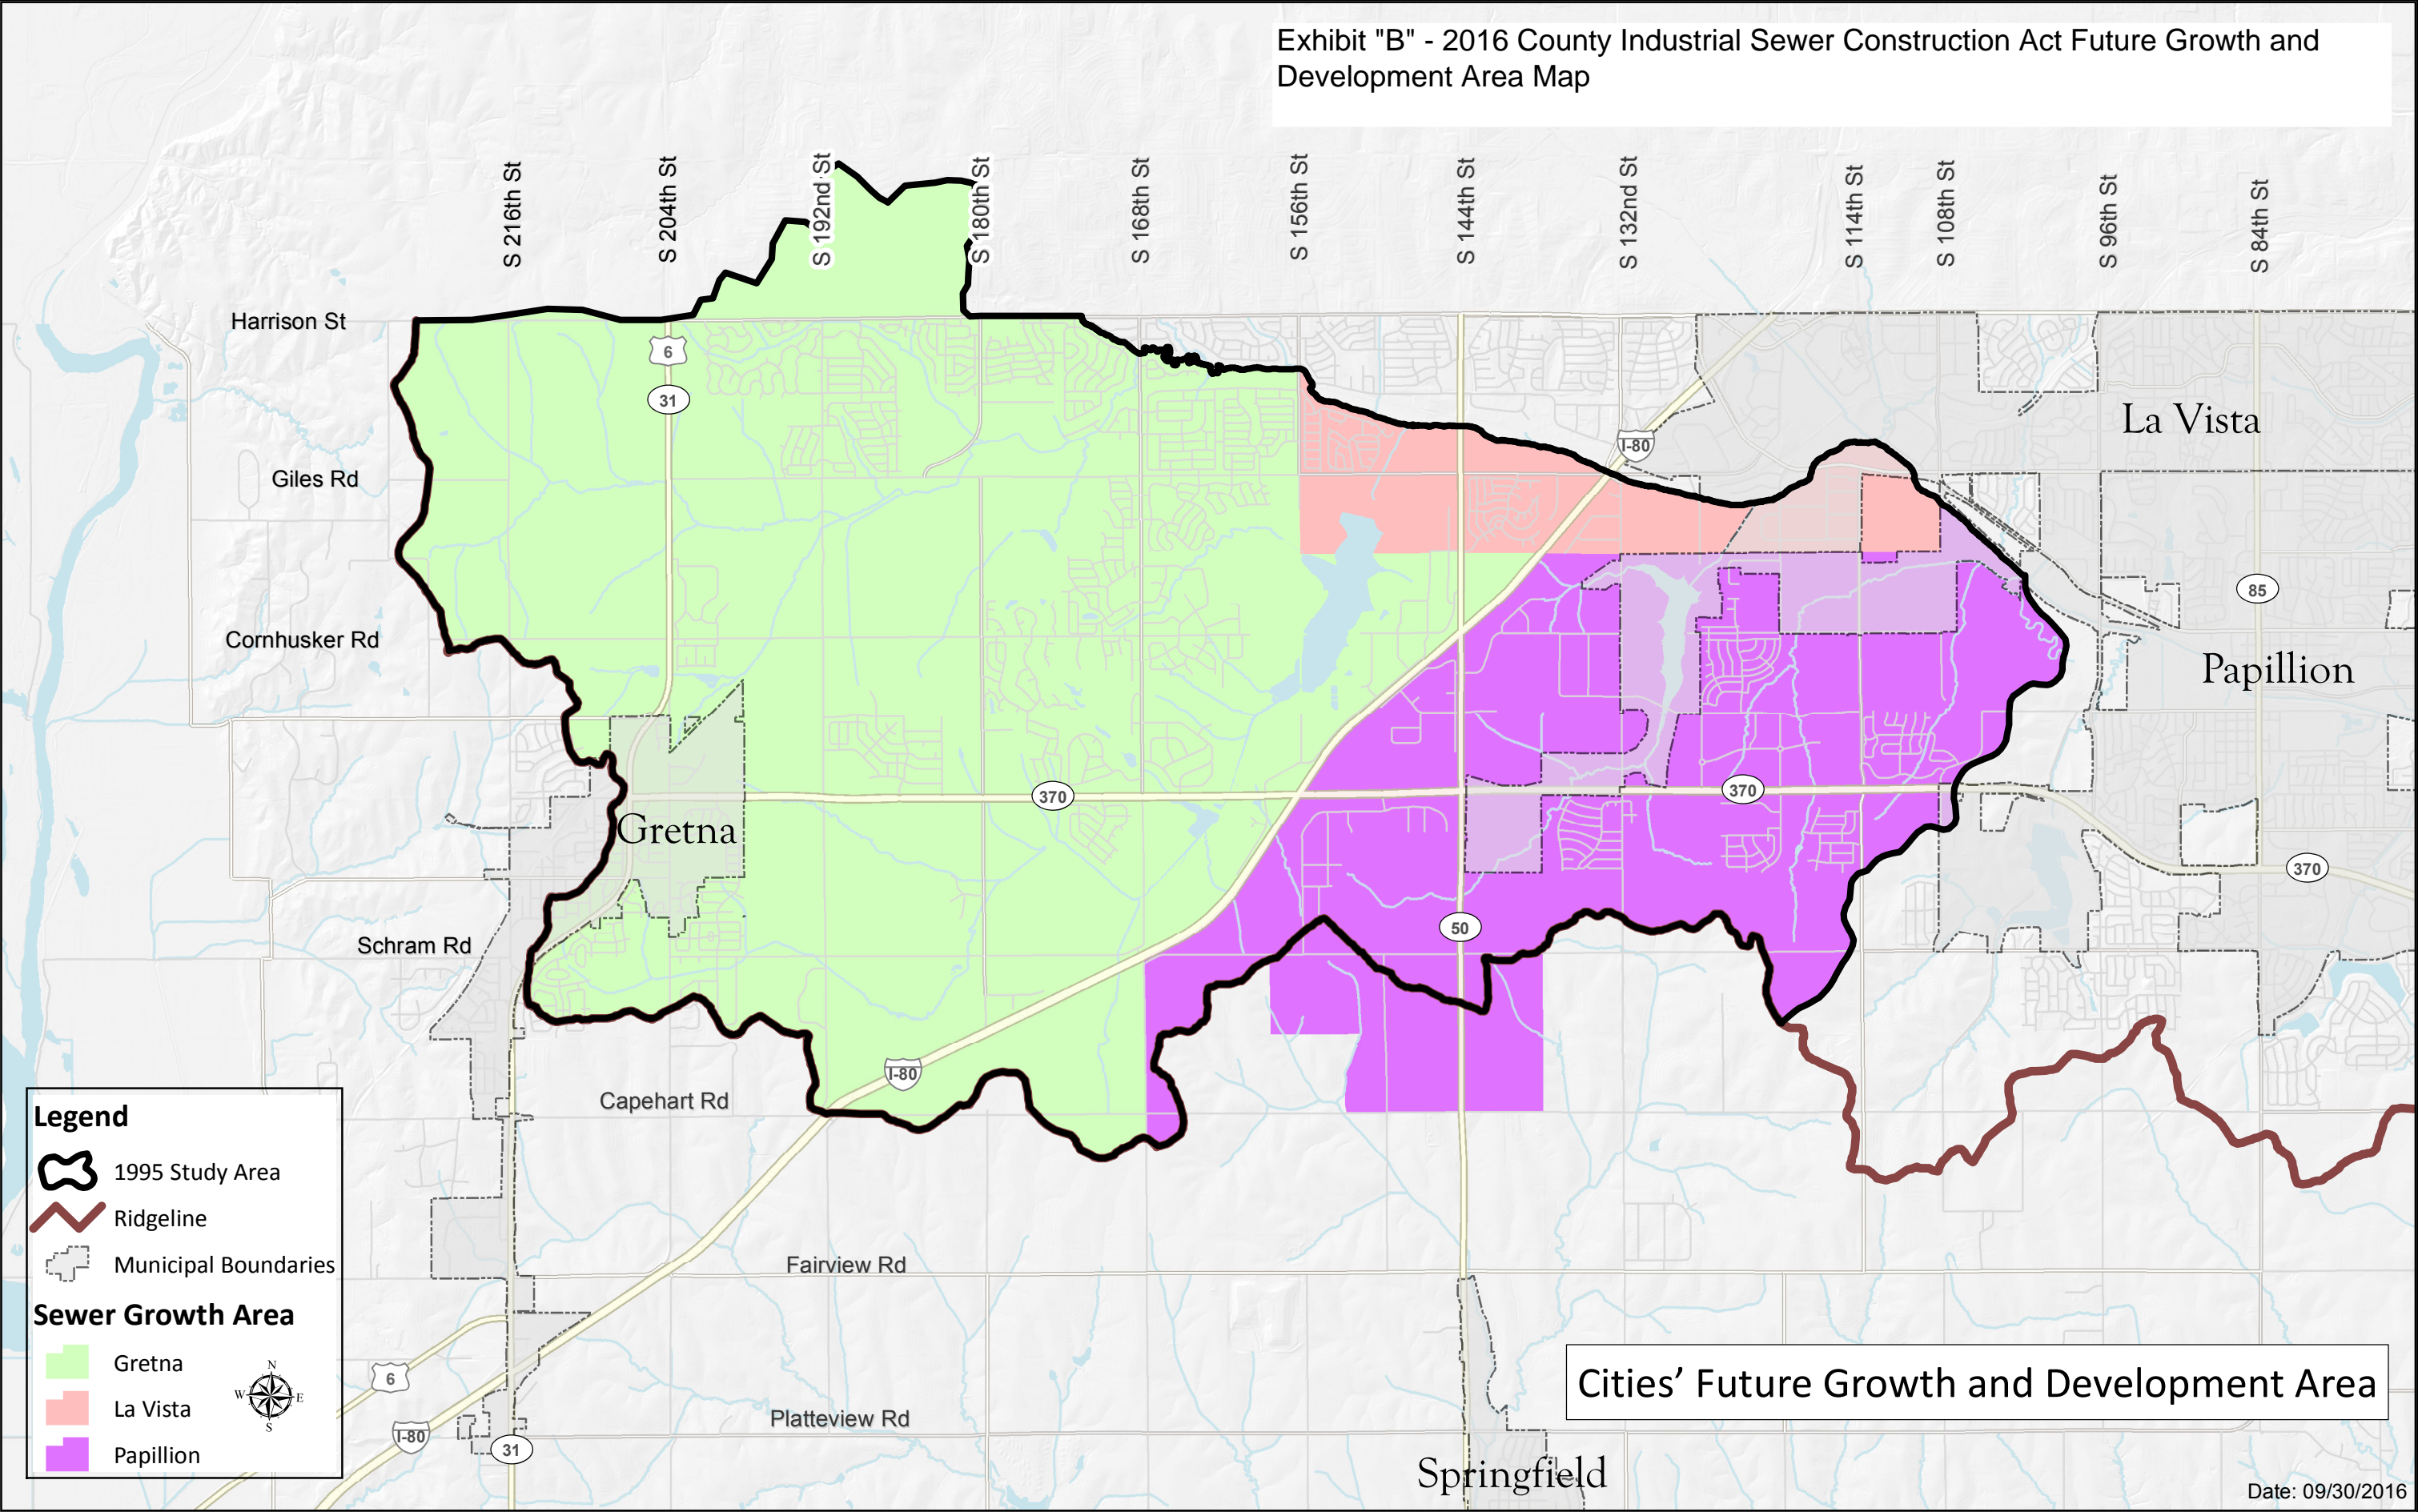 Exhibit "B" - 2016 County Industrial Sewer Construction Act Future Growth and
Development Area Map
S 216th St
S 204th St
S 192nd St
S 180th St
S 168th St
S 156th St
S 144th St
S 132nd St
S 114th St
S 108th St
S 96th St
S 84th St
Harrison St
6
31
La Vista
I-80
Giles Rd
85
Cornhusker Rd
Papillion
370
370
Gretna
370
50
Schram Rd
I-80
Capehart Rd
Legend
1995 Study Area
Ridgeline
Municipal Boundaries
Sewer Growth Area
Gretna
La Vista
Papillion
N
W
E
S
Fairview Rd
6
I-80
31
Platteview Rd
Cities’ Future Growth and Development Area
Springfield
Date: 09/30/2016